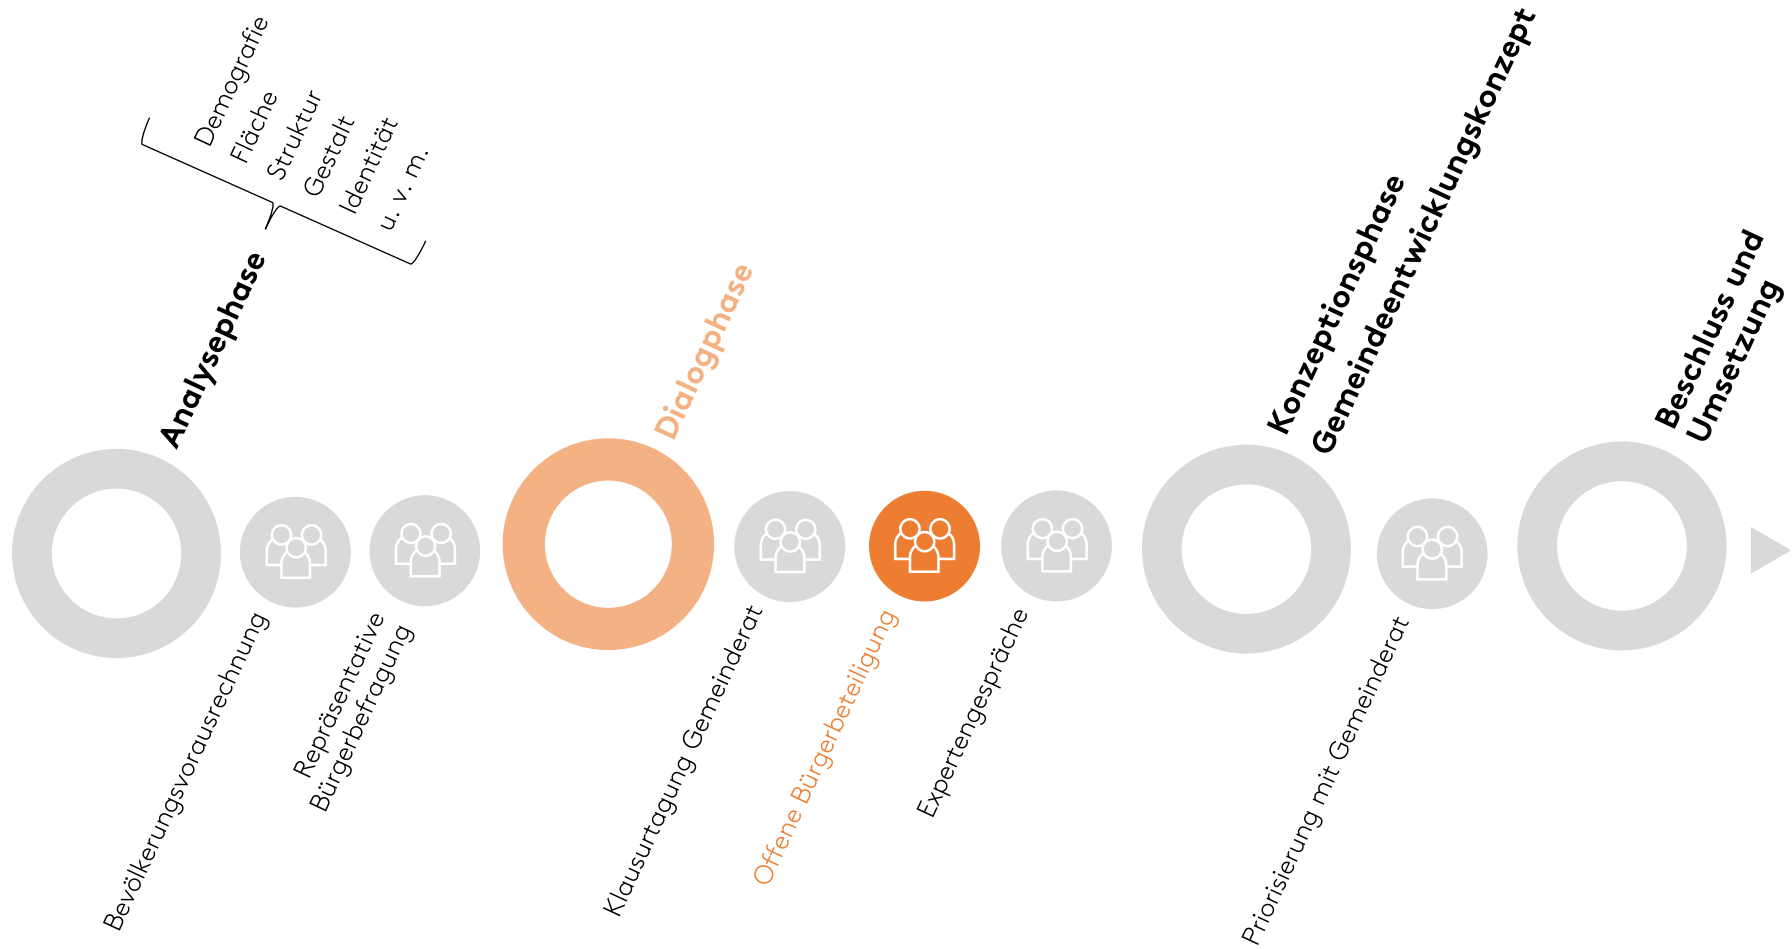 Demografie
Fläche
Struktur
Gestalt
Identität
u. v. m.
Analysephase
Bevölkerungsvorausrechnung
Repräsentative
Bürgerbefragung
Dialogphase
Klausurtagung Gemeinderat
Offene Bürgerbeteiligung
Expertengespräche
Konzeptionsphase
Gemeindeentwicklungskonzept
Priorisierung mit Gemeinderat
Beschluss und
Umsetzung